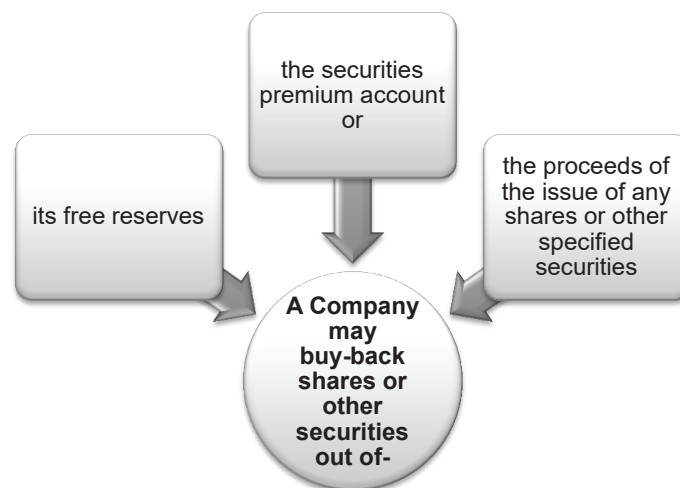 its free reserves
the securities
premium account
or
the proceeds of
the issue of any
shares or other
specified
securities
A Company
may
buy-back
shares or
other
securities
out of-